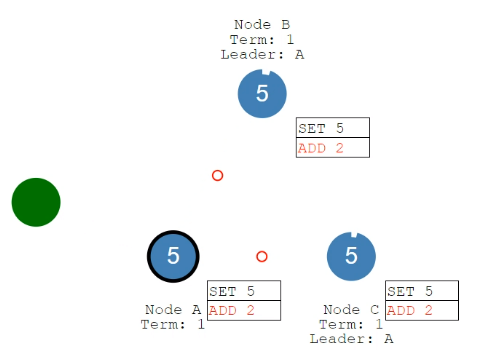 Node B
Term: 1
Leader: A
5
SET 5
ADD 2
5
SET 5
ADD 2
Node A
Term: 1
5
SET 5
ADD 2
Node C
Term: 1
Leader: A